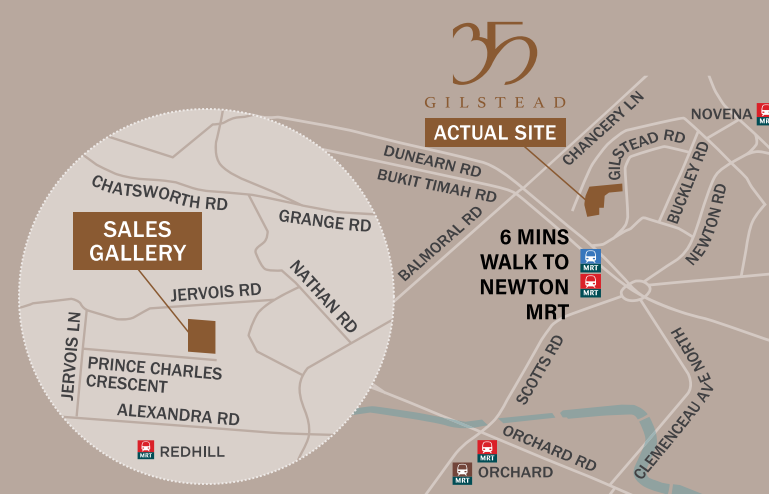 35
GILSTEAD
ACTUAL SITE
CHANCERY LN
NOVENA
MRT
GILSTEAD RD
DUNEARN RD
BUKIT TIMAH RD
BUCKLEY RD
NEWTON RD
BALMORAL RD
6 MINS
WALK TO
NEWTON
MRT
MRT
MRT
CHATSWORTH RD
GRANGE RD
SALES
GALLERY
NATHAN RD
JERVOIS RD
JERVOIS LN
PRINCE CHARLES
CRESCENT
ALEXANDRA RD
MRT
REDHILL
SCOTTS RD
CLEMENCEAU AVE NORTH
ORCHARD RD
MRT
MRT
ORCHARD